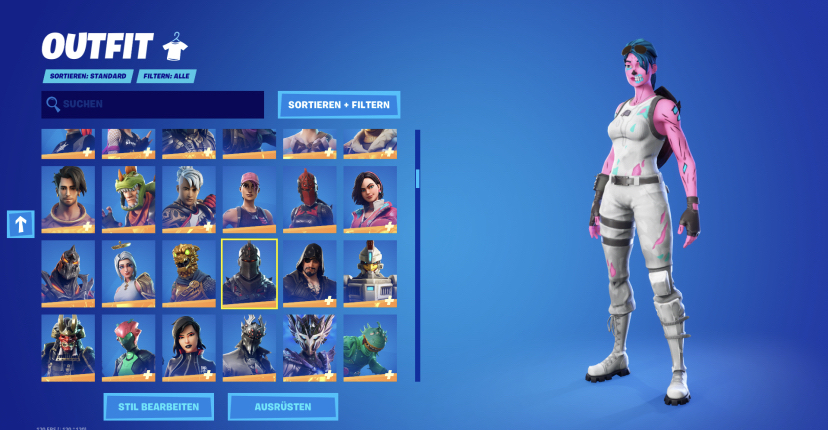 OUTFIT
SORTIEREN: STANDARD FILTERN: ALLE
SUCHEN
SORTIEREN + FILTERN
STIL BEARBEITEN
AUSRÜSTEN